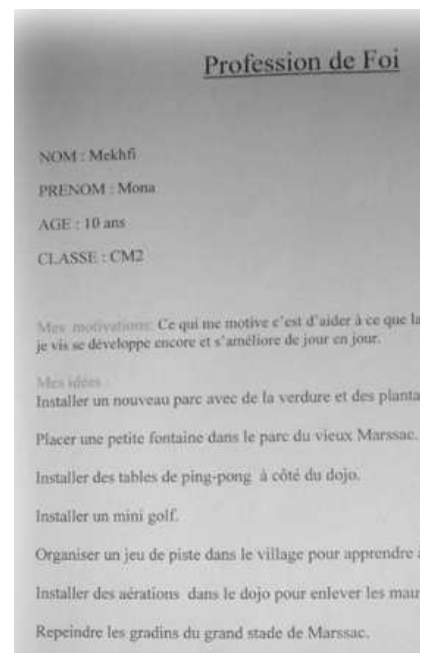 Profession de Foi
NOM : Mekhfi
PRENOM : Mona
AGE : 10 ans
CLASSE : CM2
Mes motivations: Ce qui me motive c'est d'aider à ce que la
je vis se développe encore et s'améliore de jour en jour.
Mes idées :
Installer un nouveau parc avec de la verdure et des planta
Placer une petite fontaine dans le parc du vieux Marssac.
Installer des tables de ping-pong à côté du dojo.
Installer un mini golf.
Organiser un jeu de piste dans le village pour apprendre
Installer des aérations dans le dojo pour enlever les mau
Repeindre les gradins du grand stade de Marssac.